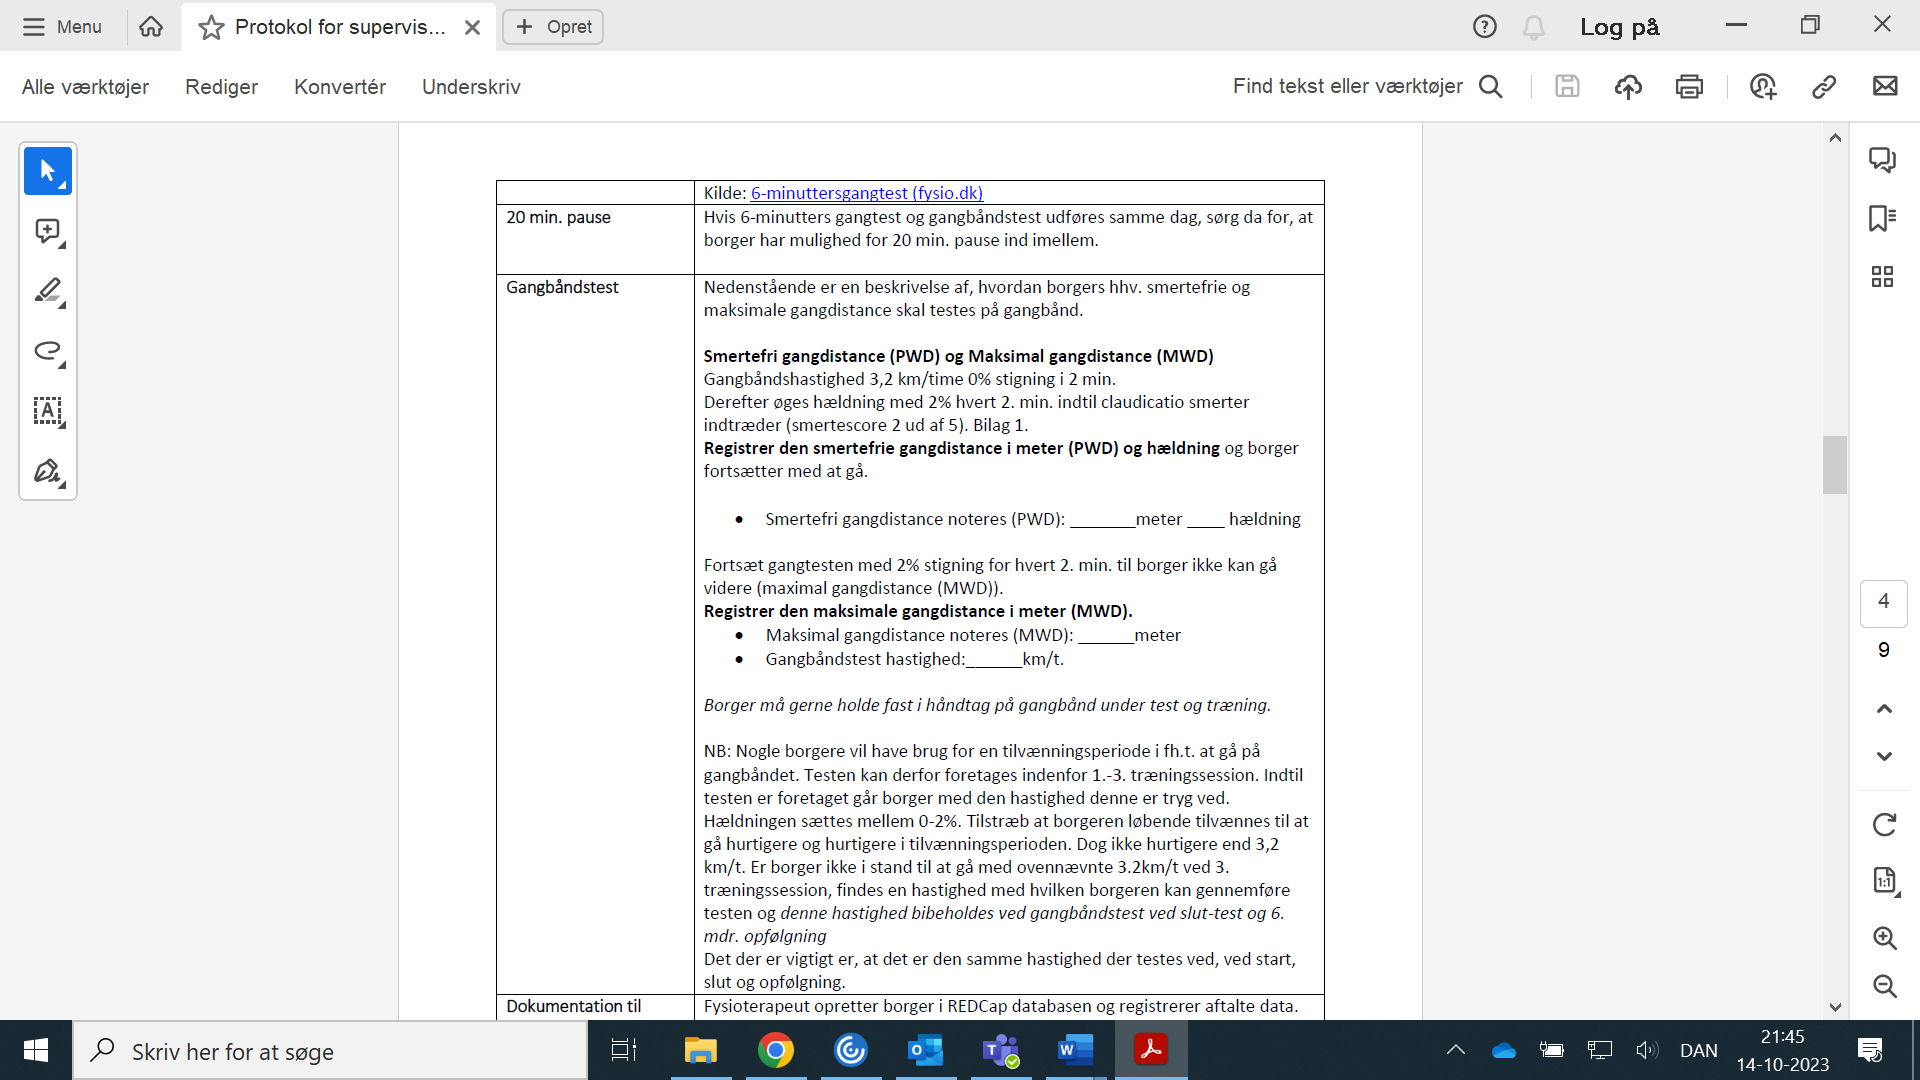 Menu
Protokol for supervis...
Opret
Log på
Alle værktøjer
Rediger
Konvertér
Underskriv
Find tekst eller værktøjer
Kilde: 6-minuttersgangtest (fysio.dk)
20 min. pause
Hvis 6-minutters gangtest og gangbåndstest udføres samme dag, sørg da for, at
borger har mulighed for 20 min. pause ind imellem.
Gangbåndstest
Nedenstående er en beskrivelse af, hvordan borgers hhv. smertefrie og
maksimale gangdistance skal testes på gangbånd.
Smertefri gangdistance (PWD) og Maksimal gangdistance (MWD)
Gangbåndshastighed 3,2 km/time 0% stigning i 2 min.
Derefter øges hældning med 2% hvert 2. min. indtil claudicatio smerter
indtræder (smertescore 2 ud af 5). Bilag 1.
Registrer den smertefrie gangdistance i meter (PWD) og hældning og borger
fortsætter med at gå.
• Smertefri gangdistance noteres (PWD): _______meter ____ hældning
Fortsæt gangtesten med 2% stigning for hvert 2. min. til borger ikke kan gå
videre (maximal gangdistance (MWD)).
Registrer den maksimale gangdistance i meter (MWD).
• Maksimal gangdistance noteres (MWD): ______meter
• Gangbåndstest hastighed:______km/t.
Borger må gerne holde fast i håndtag på gangbånd under test og træning.
NB: Nogle borgere vil have brug for en tilvænningsperiode i fh.t. at gå på
gangbåndet. Testen kan derfor foretages indenfor 1.-3. træningssession. Indtil
testen er foretaget går borger med den hastighed denne er tryg ved.
Hældningen sættes mellem 0-2%. Tilstræb at borgeren løbende tilvænnes til at
gå hurtigere og hurtigere i tilvænningsperioden. Dog ikke hurtigere end 3,2
km/t. Er borger ikke i stand til at gå med ovennævnte 3.2km/t ved 3.
træningssession, findes en hastighed med hvilken borgeren kan gennemføre
testen og denne hastighed bibeholdes ved gangbåndstest ved slut-test og 6.
mdr. opfølgning
Det der er vigtigt er, at det er den samme hastighed der testes ved, ved start,
slut og opfølgning.
Dokumentation til
Fysioterapeut opretter borger i REDCap databasen og registrerer aftalte data.
4
9
Skriv her for at søge
DAN
21:45
14-10-2023